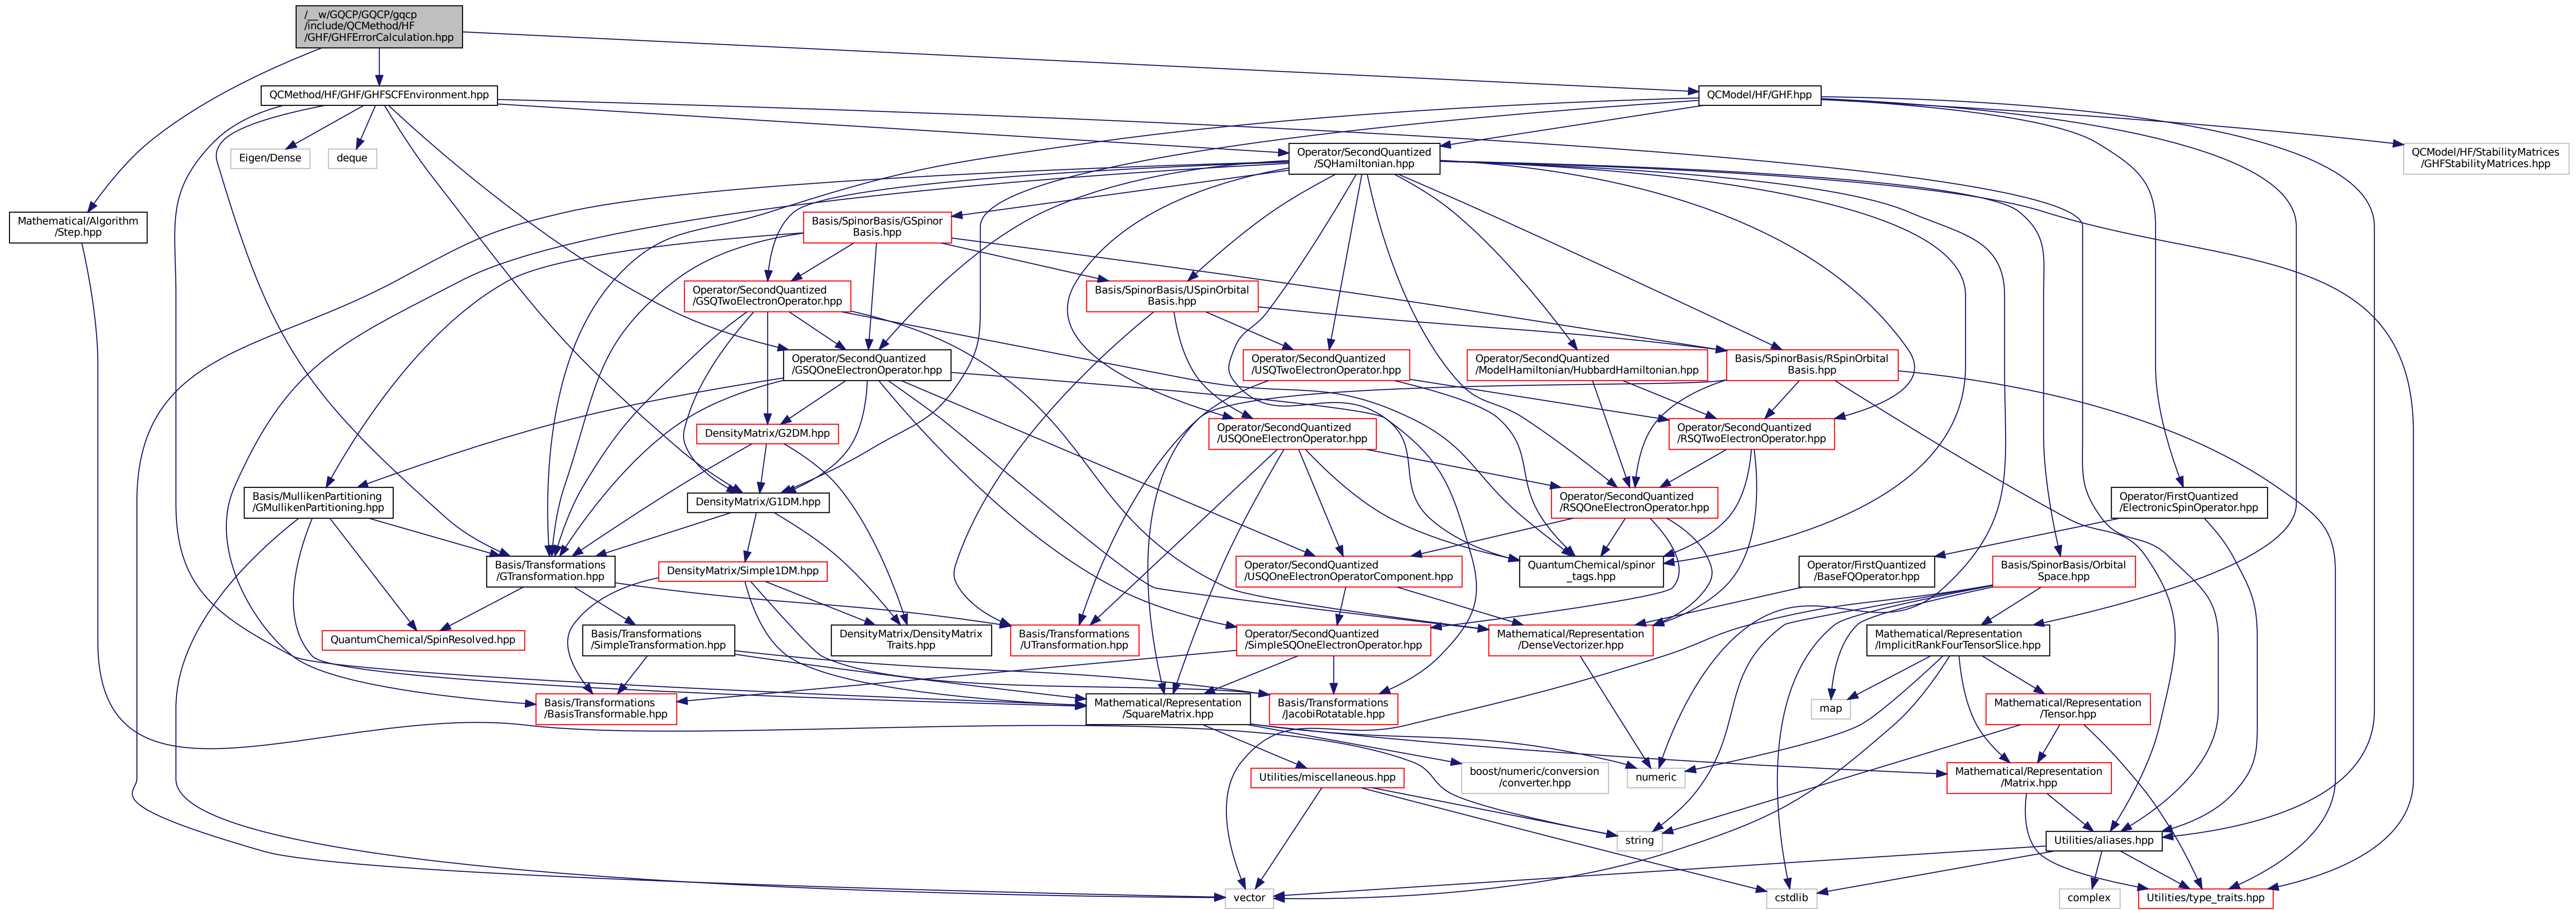 /__w/GQCP/GQCP/gqcp
/include/QCMethod/HF
/GHF/GHFErrorCalculation.hpp
QCMethod/HF/GHF/GHFSCFEnvironment.hpp
QCModel/HF/GHF.hpp
Eigen/Dense
deque
Operator/SecondQuantized
/SQHamiltonian.hpp
QCModel/HF/StabilityMatrices
/GHFStabilityMatrices.hpp
Mathematical/Algorithm
/Step.hpp
Basis/SpinorBasis/GSpinor
Basis.hpp
Operator/SecondQuantized
/GSQTwoElectronOperator.hpp
Basis/SpinorBasis/USpinOrbital
Basis.hpp
Operator/SecondQuantized
/GSQOneElectronOperator.hpp
Operator/SecondQuantized
/USQTwoElectronOperator.hpp
Operator/SecondQuantized
/ModelHamiltonian/HubbardHamiltonian.hpp
Basis/SpinorBasis/RSpinOrbital
Basis.hpp
DensityMatrix/G2DM.hpp
Operator/SecondQuantized
/USQOneElectronOperator.hpp
Operator/SecondQuantized
/RSQTwoElectronOperator.hpp
Basis/MullikenPartitioning
/GMullikenPartitioning.hpp
DensityMatrix/G1DM.hpp
Operator/SecondQuantized
/RSQOneElectronOperator.hpp
Operator/FirstQuantized
/ElectronicSpinOperator.hpp
Basis/Transformations
/GTransformation.hpp
DensityMatrix/Simple1DM.hpp
Operator/SecondQuantized
/USQOneElectronOperatorComponent.hpp
QuantumChemical/spinor
_tags.hpp
Operator/FirstQuantized
/BaseFQOperator.hpp
Basis/SpinorBasis/Orbital
Space.hpp
QuantumChemical/SpinResolved.hpp
Basis/Transformations
/SimpleTransformation.hpp
DensityMatrix/DensityMatrix
Traits.hpp
Basis/Transformations
/UTransformation.hpp
Operator/SecondQuantized
/SimpleSQOneElectronOperator.hpp
Mathematical/Representation
/DenseVectorizer.hpp
Mathematical/Representation
/ImplicitRankFourTensorSlice.hpp
Basis/Transformations
/BasisTransformable.hpp
Mathematical/Representation
/SquareMatrix.hpp
Basis/Transformations
/JacobiRotatable.hpp
map
Mathematical/Representation
/Tensor.hpp
Utilities/miscellaneous.hpp
boost/numeric/conversion
/converter.hpp
numeric
Mathematical/Representation
/Matrix.hpp
string
Utilities/aliases.hpp
vector
cstdlib
complex
Utilities/type_traits.hpp